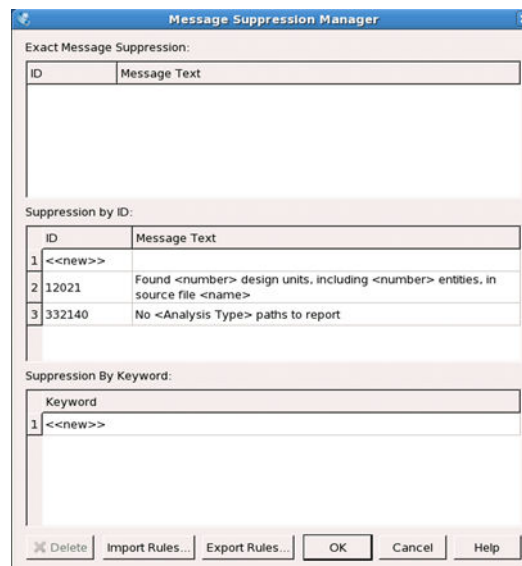 Message Suppression Manager
Exact Message Suppression:
ID Message Text
Suppression by ID:
ID Message Text
1 <<new>>
2 12021 Found <number> design units, including <number> entities, in
source file <name>
3 332140 No <Analysis Type> paths to report
Suppression By Keyword:
Keyword
1 <<new>>
Delete Import Rules... Export Rules... OK Cancel Help